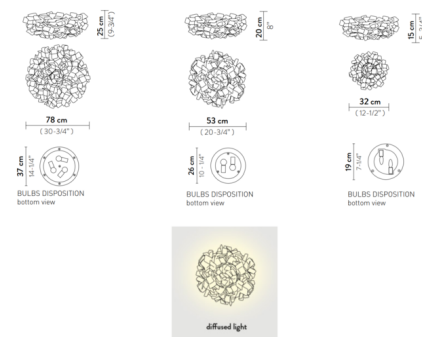 25 cm
(9-3/4")
20 cm
8"
15 cm
78 cm
(30-3/4")
53 cm
(20-3/4")
32 cm
(12-1/2")
37 cm
14-1/4"
26 cm
10 - 1/4"
19 cm
7-1/4"
BULBS DISPOSITION
bottom view
BULBS DISPOSITION
bottom view
BULBS DISPOSITION
bottom view
diffused light